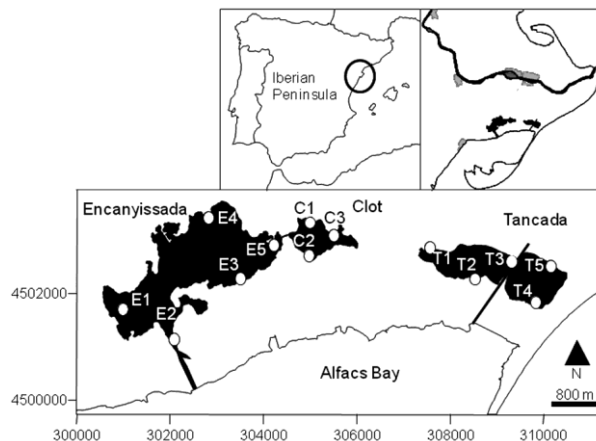 Iberian
Peninsula
Encanyissada
E4
C1
C3
Clot
Tancada
E5
C2
E3
T1
T2
T3
T5
T4
E1
E2
4502000
4500000
Alfacs Bay
N
800 m
300000
302000
304000
306000
308000
310000